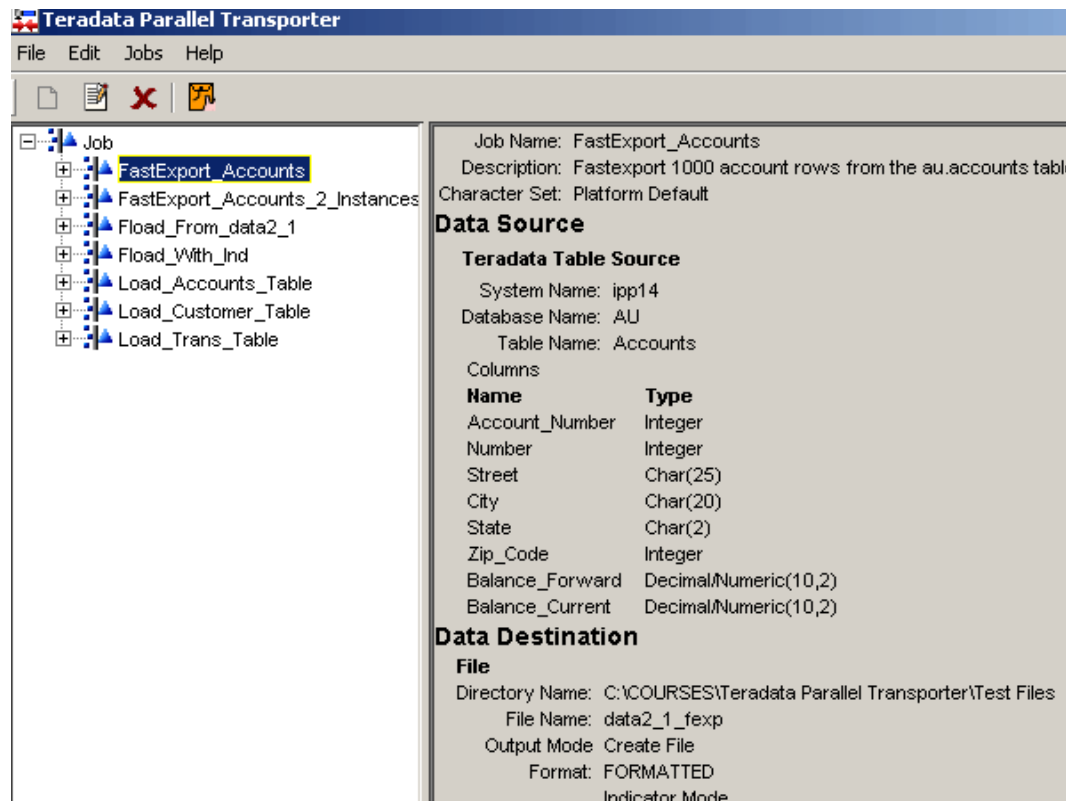 Teradata Parallel Transporter
File Edit Jobs Help
Job
FastExport_Accounts
FastExport_Accounts_2_Instances
Fload_From_data2_1
Fload_With_Ind
Load_Accounts_Table
Load_Customer_Table
Load_Trans_Table
Job Name: FastExport_Accounts
Description: Fastexport 1000 account rows from the au.accounts tabl
Character Set: Platform Default
Data Source
Teradata Table Source
System Name: ipp14
Database Name: AU
Table Name: Accounts
Columns
Name Type
Account_Number Integer
Number Integer
Street Char(25)
City Char(20)
State Char(2)
Zip_Code Integer
Balance_Forward Decimal/Numeric(10,2)
Balance_Current Decimal/Numeric(10,2)
Data Destination
File
Directory Name: C:\COURSES\Teradata Parallel Transporter\Test Files
File Name: data2_1_fexp
Output Mode Create File
Format: FORMATTED
Indicator Mode